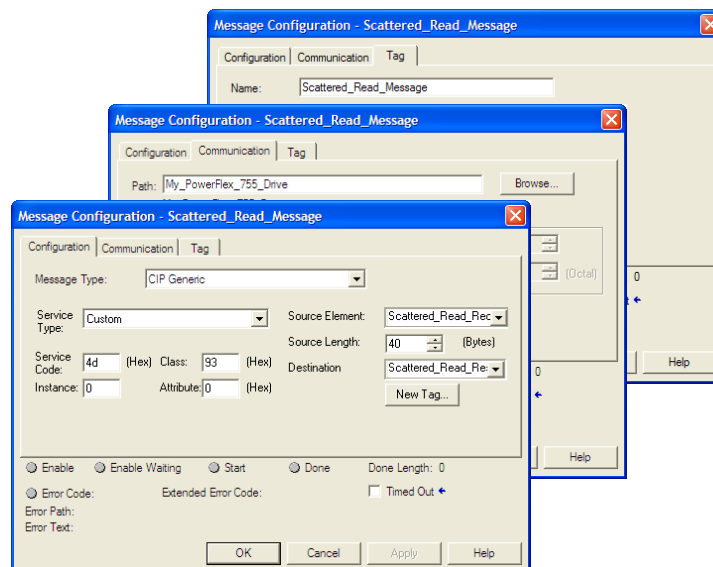 Message Configuration - Scattered_Read_Message
Configuration Communication Tag
Name: Scattered_Read_Message
Message Configuration - Scattered_Read_Message
Configuration Communication Tag
Path: My_PowerFlex_755_Drive Browse...
(Octal)
0
Help
0
Help
Message Configuration - Scattered_Read_Message
Configuration Communication Tag
Message Type: CIP Generic
Service Type: Custom
Source Element: Scattered_Read_Rec
Source Length: 40 (Bytes)
Service Code: 4d (Hex) Class: 93 (Hex)
Destination Scattered_Read_Re
Instance: 0 Attribute: 0 (Hex)
New Tag...
Enable Enable Waiting Start Done Done Length: 0
Error Code: Extended Error Code: Timed Out
Error Path:
Error Text:
OK Cancel Apply Help